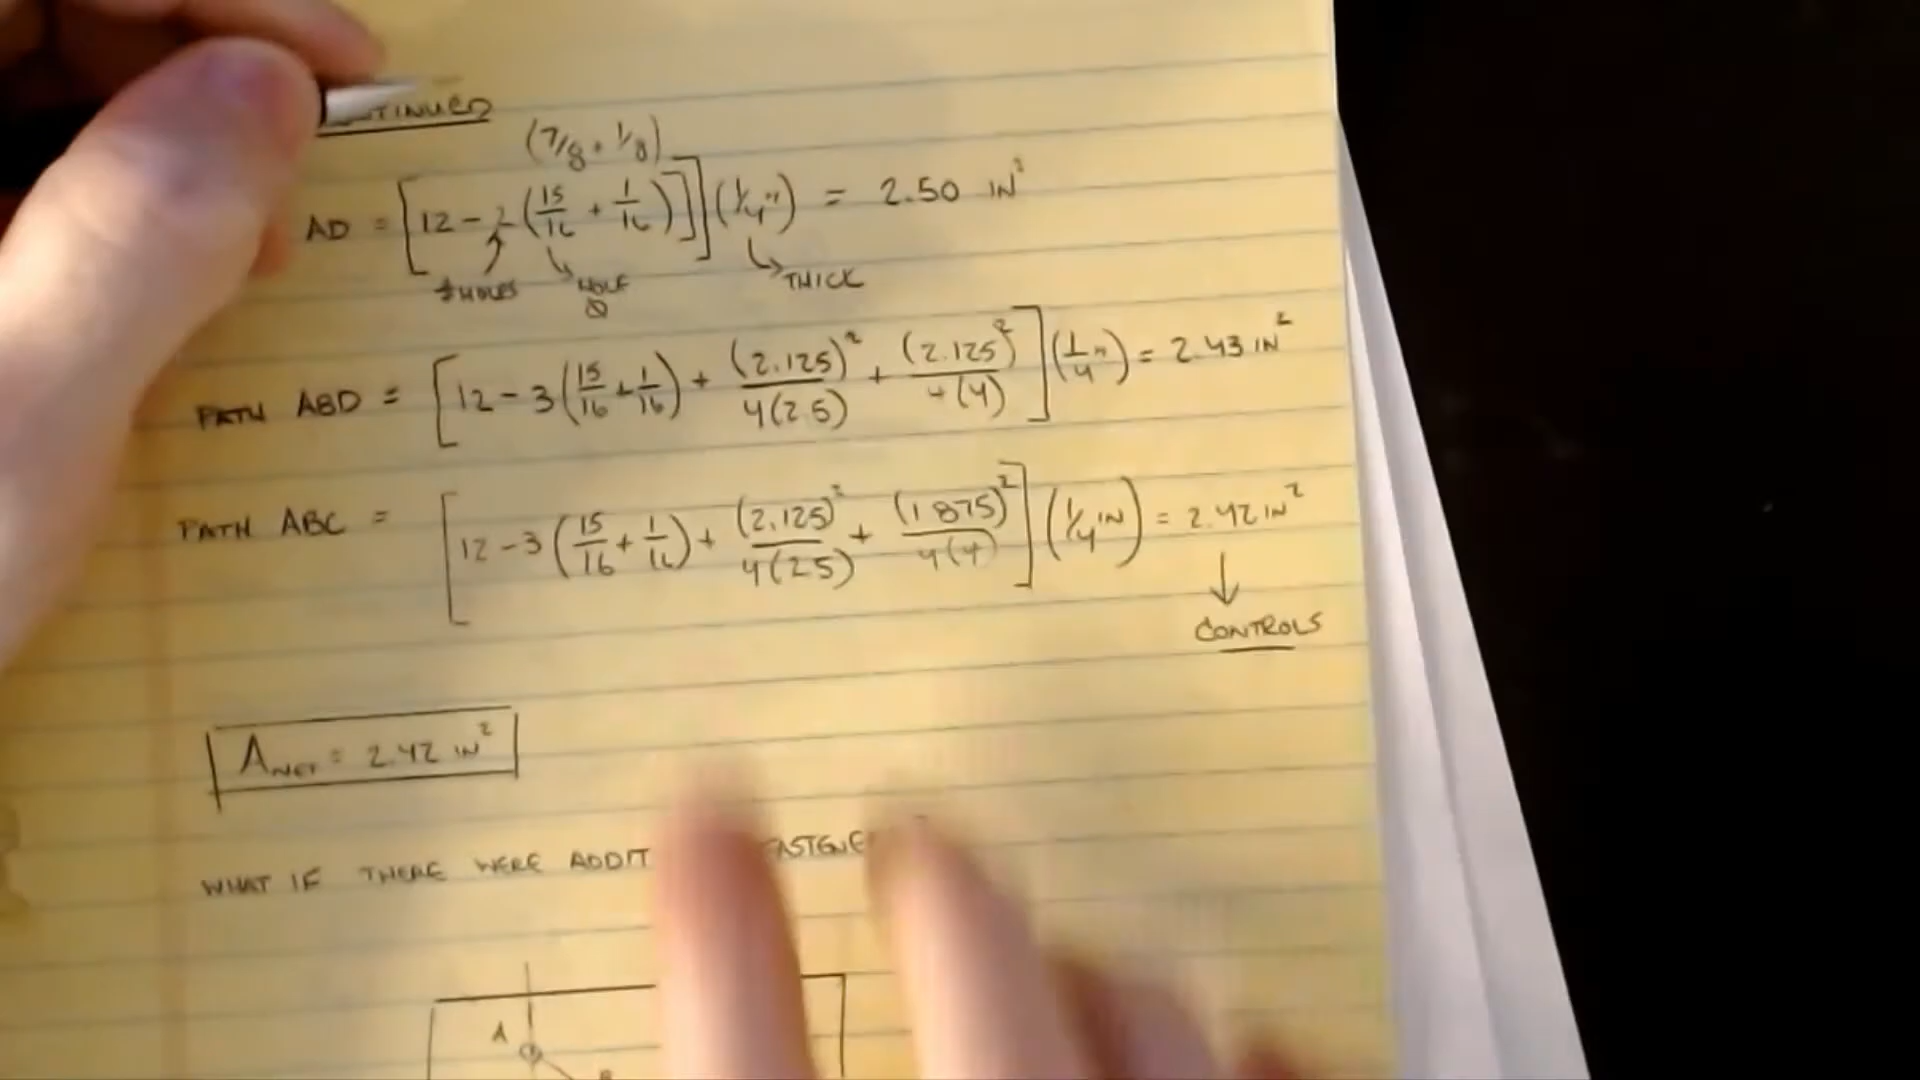 (7/8 + 1/8)
AD = [12 - 2(15/16 + 1/16)](1/4") = 2.50 IN²
# HOLES HOLE Ø THICK
PATH ABD = [12 - 3(15/16 + 1/16) + (2.125)²/4(2.5) + (2.125)²/4(4)](1/4") = 2.43 IN²
PATH ABC = [12 - 3(15/16 + 1/16) + (2.125)²/4(2.5) + (1.875)²/4(4)](1/4 IN) = 2.42 IN²
CONTROLS
A_NET = 2.42 IN²
WHAT IF THERE WERE
A
B